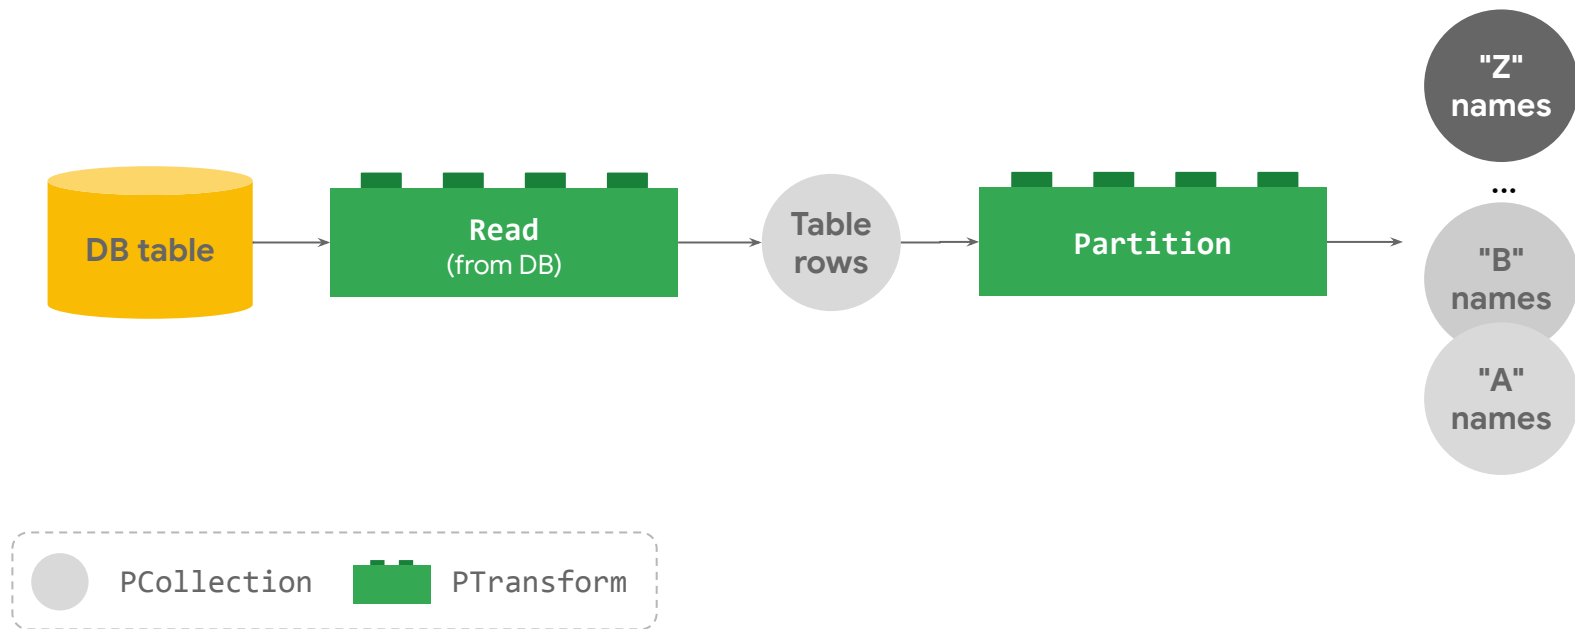 DB table
Read
(from DB)
Table
rows
Partition
"Z"
names
...
"B"
names
"A"
names
PCollection
PTransform